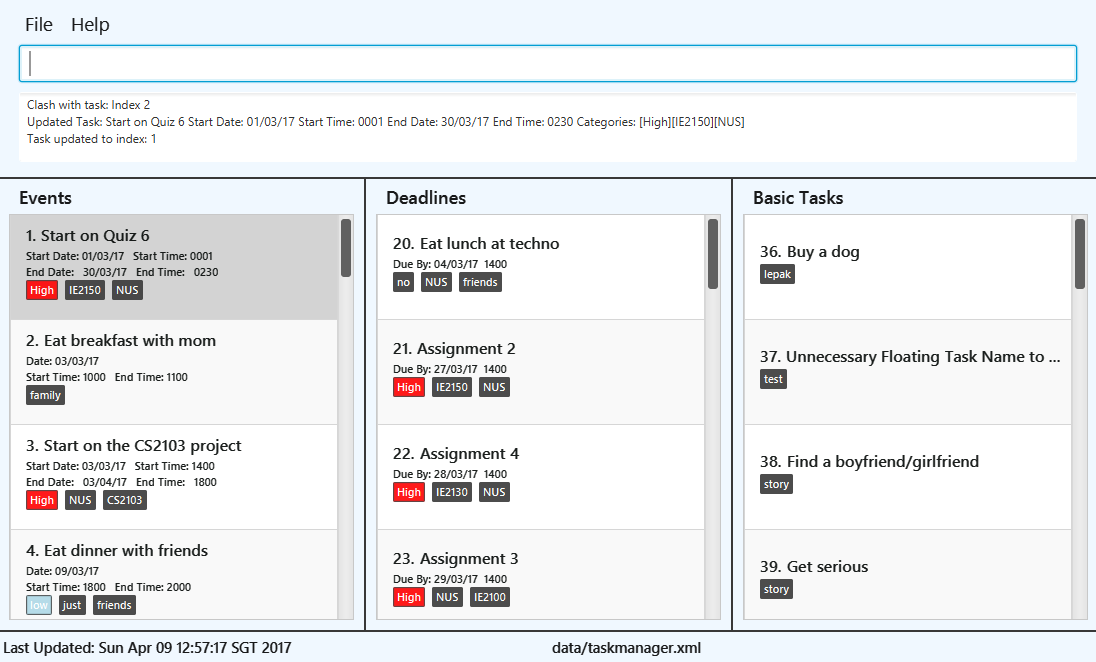 File Help
Clash with task: Index 2
Updated Task: Start on Quiz 6 Start Date: 01/03/17 Start Time: 0001 End Date: 30/03/17 End Time: 0230 Categories: [High][IE2150][NUS]
Task updated to index: 1
Events
1. Start on Quiz 6
Start Date: 01/03/17 Start Time: 0001
End Date: 30/03/17 End Time: 0230
High IE2150 NUS
2. Eat breakfast with mom
Date: 03/03/17
Start Time: 1000 End Time: 1100
family
3. Start on the CS2103 project
Start Date: 03/03/17 Start Time: 1400
End Date: 03/04/17 End Time: 1800
High NUS CS2103
4. Eat dinner with friends
Date: 09/03/17
Start Time: 1800 End Time: 2000
low just friends
Deadlines
20. Eat lunch at techno
Due By: 04/03/17 1400
no NUS friends
21. Assignment 2
Due By: 27/03/17 1400
High IE2150 NUS
22. Assignment 4
Due By: 28/03/17 1400
High IE2130 NUS
23. Assignment 3
Due By: 29/03/17 1400
High NUS IE2100
Basic Tasks
36. Buy a dog
lepak
37. Unnecessary Floating Task Name to ...
test
38. Find a boyfriend/girlfriend
story
39. Get serious
story
Last Updated: Sun Apr 09 12:57:17 SGT 2017
data/taskmanager.xml